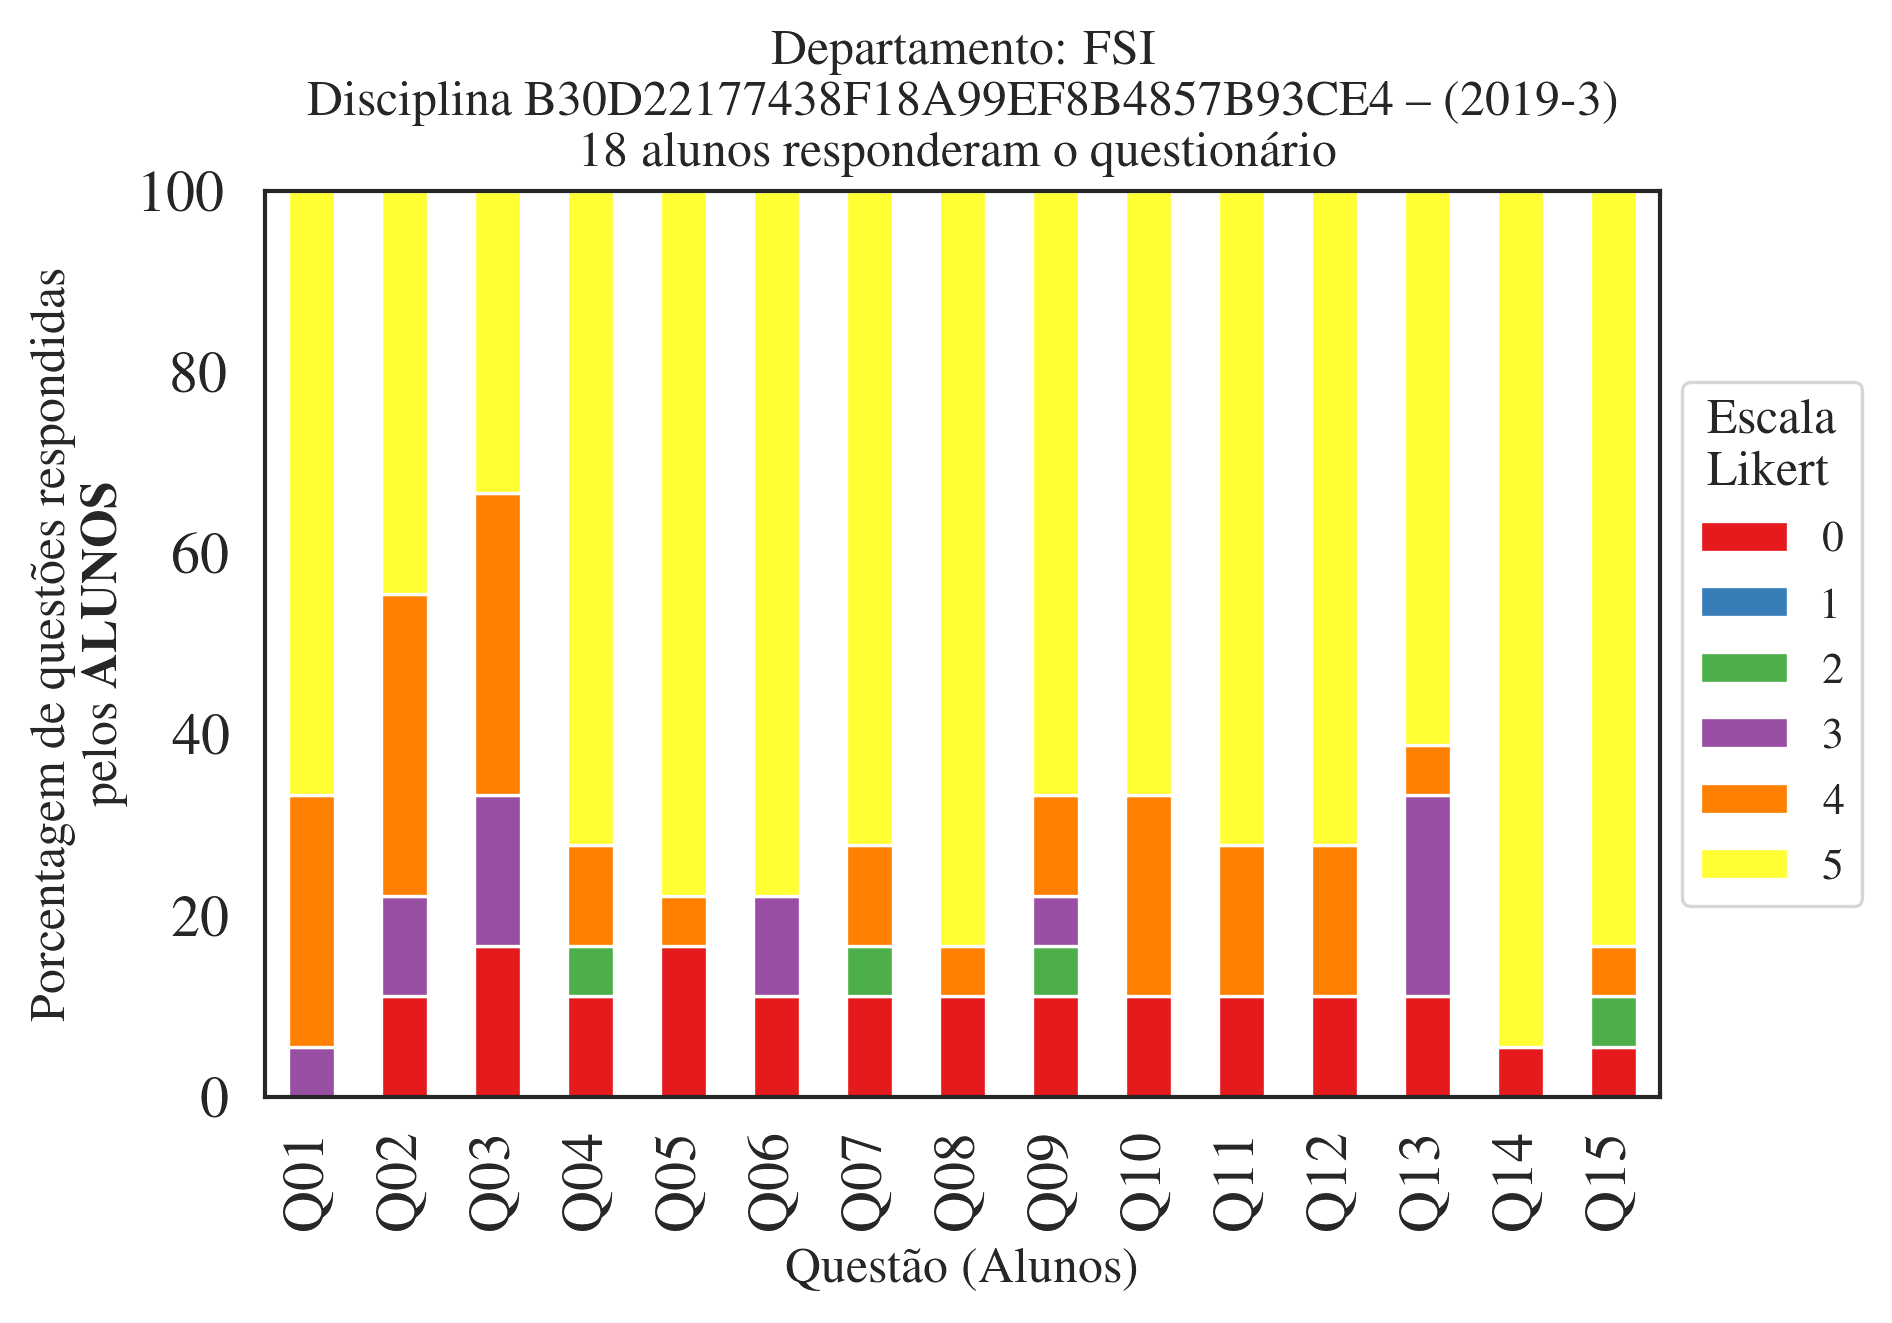 Departamento: FSI
Disciplina B30D22177438F18A99EF8B4857B93CE4 – (2019-3)
18 alunos responderam o questionário
Porcentagem de questões respondidas
pelos ALUNOS
100
80
60
40
20
0
Q01
Q02
Q03
Q04
Q05
Q06
Q07
Q08
Q09
Q10
Q11
Q12
Q13
Q14
Q15
Questão (Alunos)
Escala
Likert
0
1
2
3
4
5